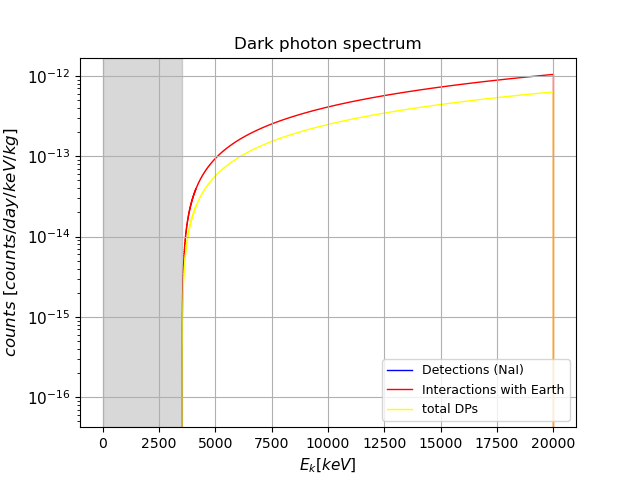 Dark photon spectrum
counts [counts/day/keV/kg]
10^{-12}
10^{-13}
10^{-14}
10^{-15}
10^{-16}
Detections (NaI)
Interactions with Earth
total DPs
0 2500 5000 7500 10000 12500 15000 17500 20000
E_k[keV]